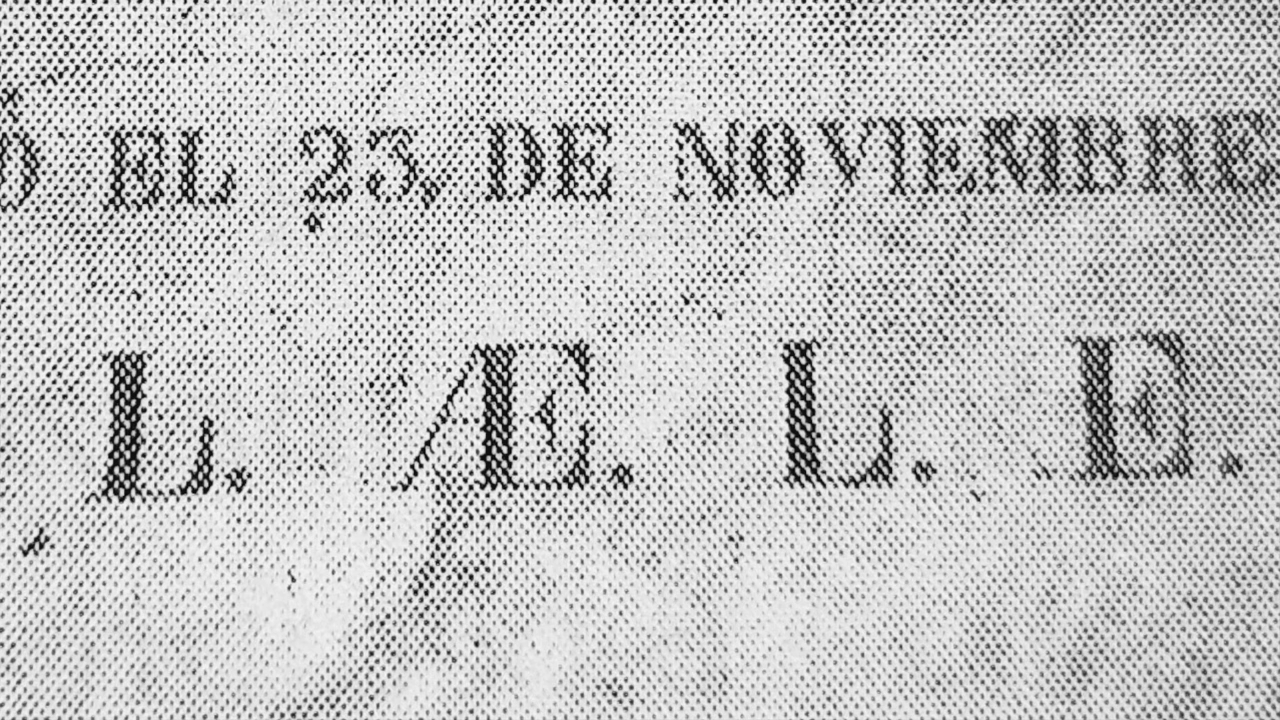 Ó EL 23, DE NOVIEMBRE
L. Æ. L. E.